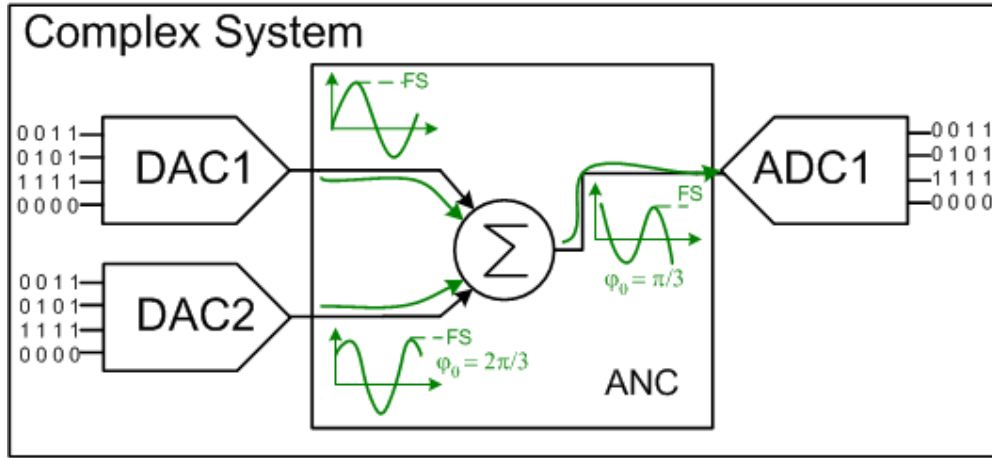 Complex System
FS
0 0 1 1
0 1 0 1
1 1 1 1
0 0 0 0
DAC1
ADC1
0 0 1 1
0 1 0 1
1 1 1 1
0 0 0 0
Σ
FS
φ₀ = π/3
0 0 1 1
0 1 0 1
1 1 1 1
0 0 0 0
DAC2
FS
φ₀ = 2π/3
ANC